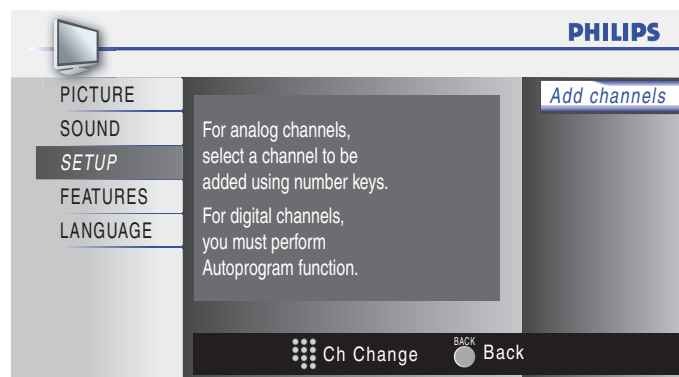 PHILIPS
PICTURE
SOUND
SETUP
FEATURES
LANGUAGE
For analog channels,
select a channel to be
added using number keys.
For digital channels,
you must perform
Autoprogram function.
Add channels
Ch Change
BACK
Back